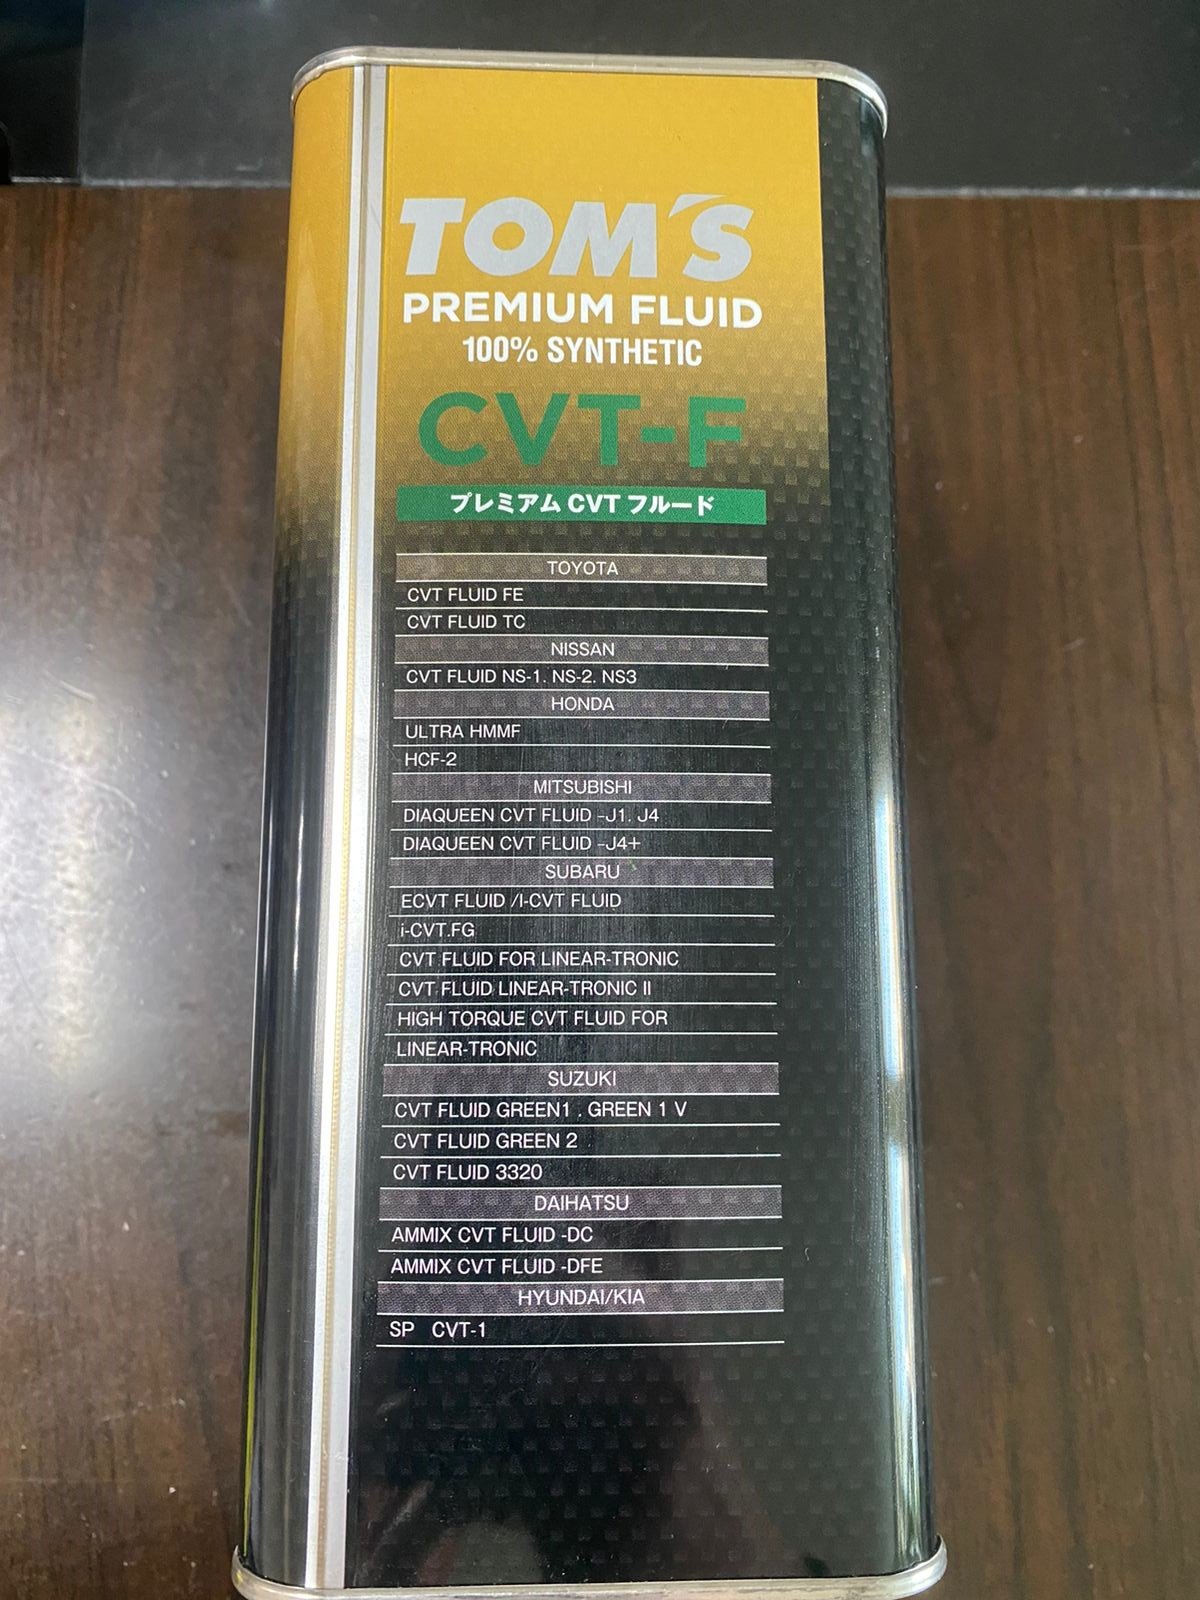 TOM'S
PREMIUM FLUID
100% SYNTHETIC
CVT-F
プレミアム CVT フルード
TOYOTA
CVT FLUID FE
CVT FLUID TC
NISSAN
CVT FLUID NS-1. NS-2. NS3
HONDA
ULTRA HMMF
HCF-2
MITSUBISHI
DIAQUEEN CVT FLUID -J1. J4
DIAQUEEN CVT FLUID -J4+
SUBARU
ECVT FLUID /I-CVT FLUID
i-CVT.FG
CVT FLUID FOR LINEAR-TRONIC
CVT FLUID LINEAR-TRONIC II
HIGH TORQUE CVT FLUID FOR
LINEAR-TRONIC
SUZUKI
CVT FLUID GREEN1 . GREEN 1 V
CVT FLUID GREEN 2
CVT FLUID 3320
DAIHATSU
AMMIX CVT FLUID -DC
AMMIX CVT FLUID -DFE
HYUNDAI/KIA
SP CVT-1